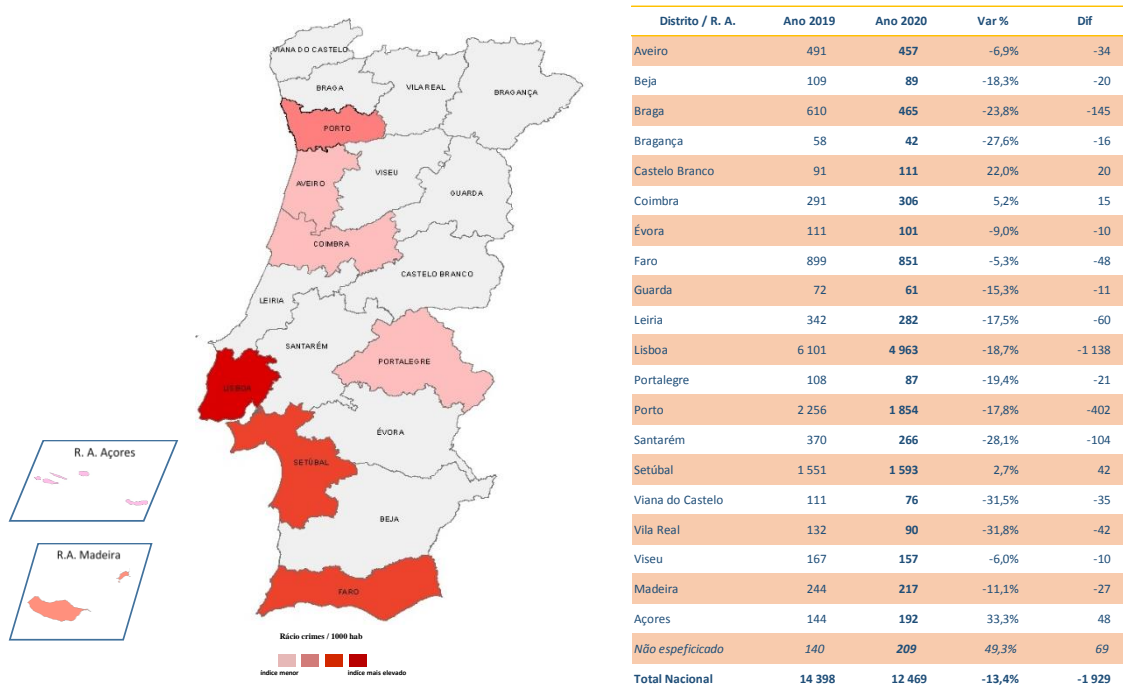 VIANA DO CASTELO
BRAGA
VILA REAL
BRAGANÇA
PORTO
AVEIRO
VISEU
GUARDA
COIMBRA
CASTELO BRANCO
LEIRIA
SANTARÉM
PORTALEGRE
LISBOA
ÉVORA
SETÚBAL
BEJA
FARO
R. A. Açores
R.A. Madeira
Rácio crimes / 1000 hab
índice menor índice mais elevado
Distrito / R. A. Ano 2019 Ano 2020 Var % Dif
Aveiro 491 457 -6,9% -34
Beja 109 89 -18,3% -20
Braga 610 465 -23,8% -145
Bragança 58 42 -27,6% -16
Castelo Branco 91 111 22,0% 20
Coimbra 291 306 5,2% 15
Évora 111 101 -9,0% -10
Faro 899 851 -5,3% -48
Guarda 72 61 -15,3% -11
Leiria 342 282 -17,5% -60
Lisboa 6 101 4 963 -18,7% -1 138
Portalegre 108 87 -19,4% -21
Porto 2 256 1 854 -17,8% -402
Santarém 370 266 -28,1% -104
Setúbal 1 551 1 593 2,7% 42
Viana do Castelo 111 76 -31,5% -35
Vila Real 132 90 -31,8% -42
Viseu 167 157 -6,0% -10
Madeira 244 217 -11,1% -27
Açores 144 192 33,3% 48
Não espeficicado 140 209 49,3% 69
Total Nacional 14 398 12 469 -13,4% -1 929